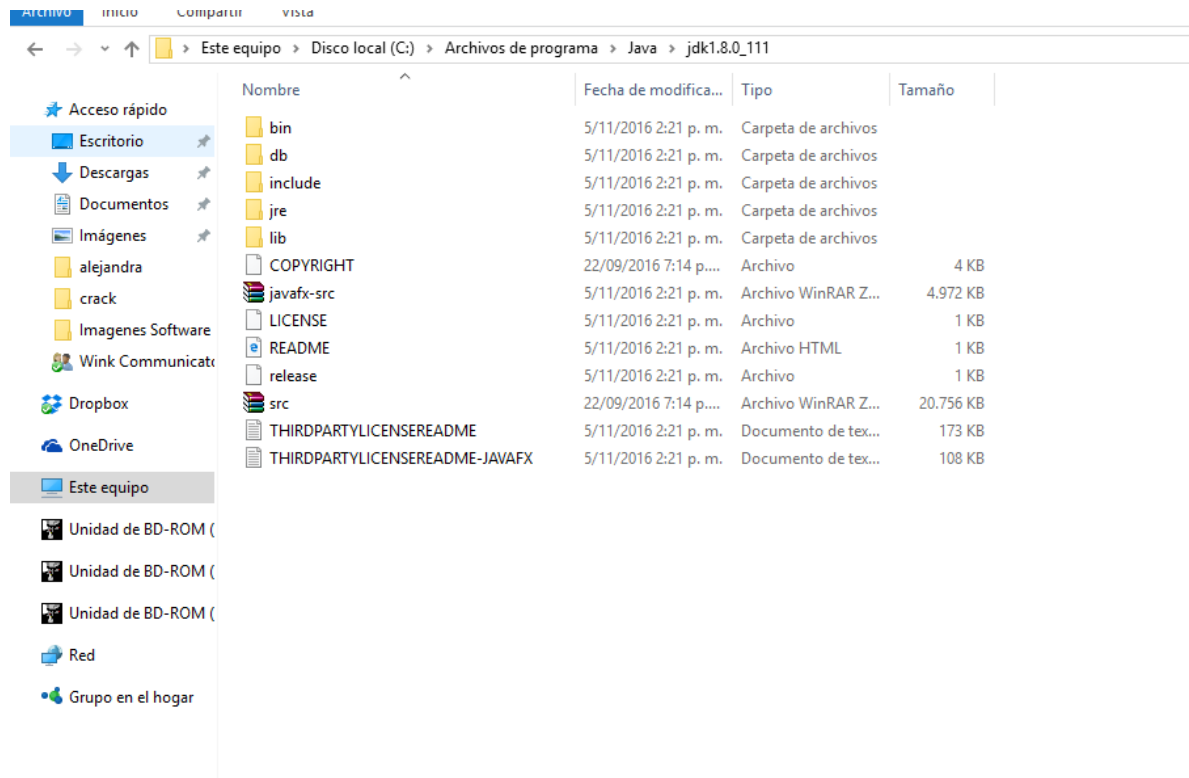 Archivo Inicio Compartir Vista
Este equipo > Disco local (C:) > Archivos de programa > Java > jdk1.8.0_111
Nombre Fecha de modifica... Tipo Tamaño
Acceso rápido
Escritorio
Descargas
Documentos
Imágenes
alejandra
crack
Imagenes Software
Wink Communicatc
Dropbox
OneDrive
Este equipo
Unidad de BD-ROM (
Unidad de BD-ROM (
Unidad de BD-ROM (
Red
Grupo en el hogar
bin 5/11/2016 2:21 p. m. Carpeta de archivos
db 5/11/2016 2:21 p. m. Carpeta de archivos
include 5/11/2016 2:21 p. m. Carpeta de archivos
jre 5/11/2016 2:21 p. m. Carpeta de archivos
lib 5/11/2016 2:21 p. m. Carpeta de archivos
COPYRIGHT 22/09/2016 7:14 p.... Archivo 4 KB
javafx-src 5/11/2016 2:21 p. m. Archivo WinRAR Z... 4.972 KB
LICENSE 5/11/2016 2:21 p. m. Archivo 1 KB
README 5/11/2016 2:21 p. m. Archivo HTML 1 KB
release 5/11/2016 2:21 p. m. Archivo 1 KB
src 22/09/2016 7:14 p.... Archivo WinRAR Z... 20.756 KB
THIRDPARTYLICENSEREADME 5/11/2016 2:21 p. m. Documento de tex... 173 KB
THIRDPARTYLICENSEREADME-JAVAFX 5/11/2016 2:21 p. m. Documento de tex... 108 KB